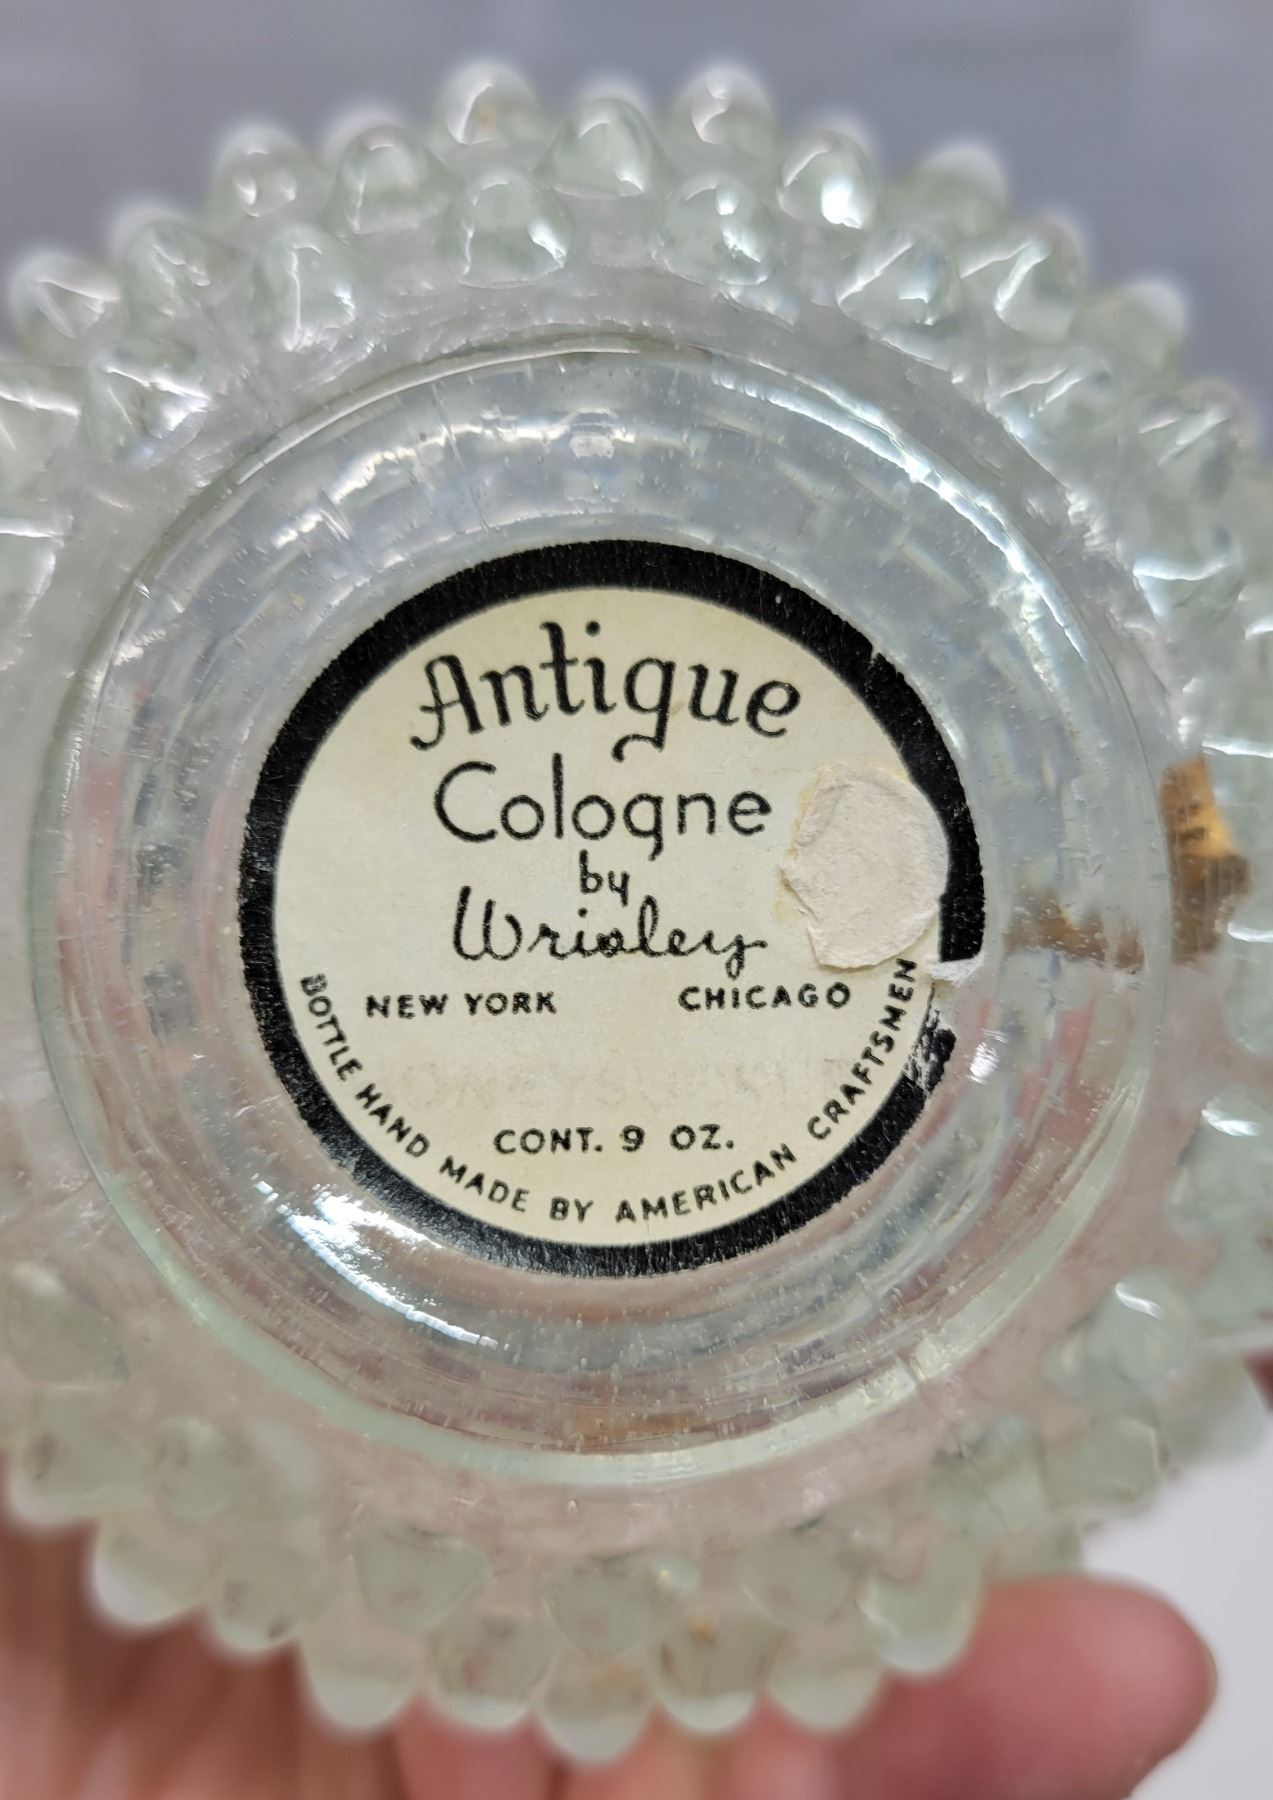 Antique
Cologne
by
Wrisley
NEW YORK CHICAGO
CONT. 9 OZ.
BOTTLE HAND MADE BY AMERICAN CRAFTSMEN